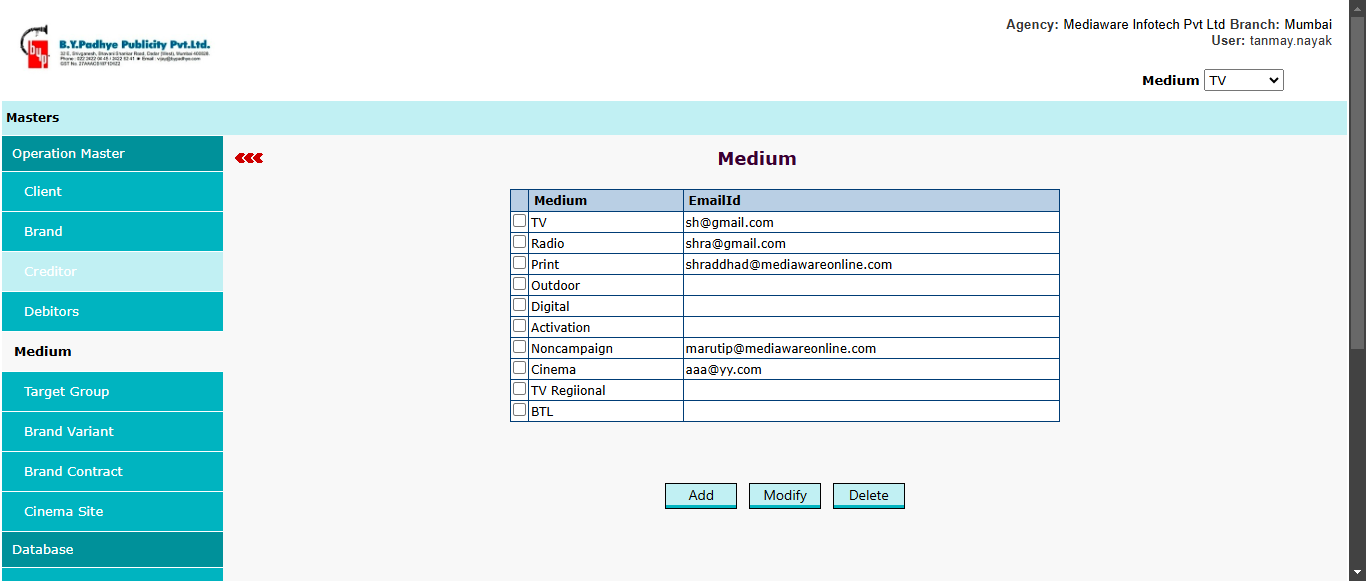 Agency: Mediaware Infotech Pvt Ltd Branch: Mumbai
User: tanmay.nayak
byp
B.Y.Padhye Publicity Pvt.Ltd.
Medium TV
Masters
Operation Master
Client
Brand
Creditor
Debitors
Medium
Target Group
Brand Variant
Brand Contract
Cinema Site
Database
Medium
Medium EmailId
TV sh@gmail.com
Radio shra@gmail.com
Print shraddhad@mediawareonline.com
Outdoor
Digital
Activation
Noncampaign marutip@mediawareonline.com
Cinema aaa@yy.com
TV Regiional
BTL
Add Modify Delete